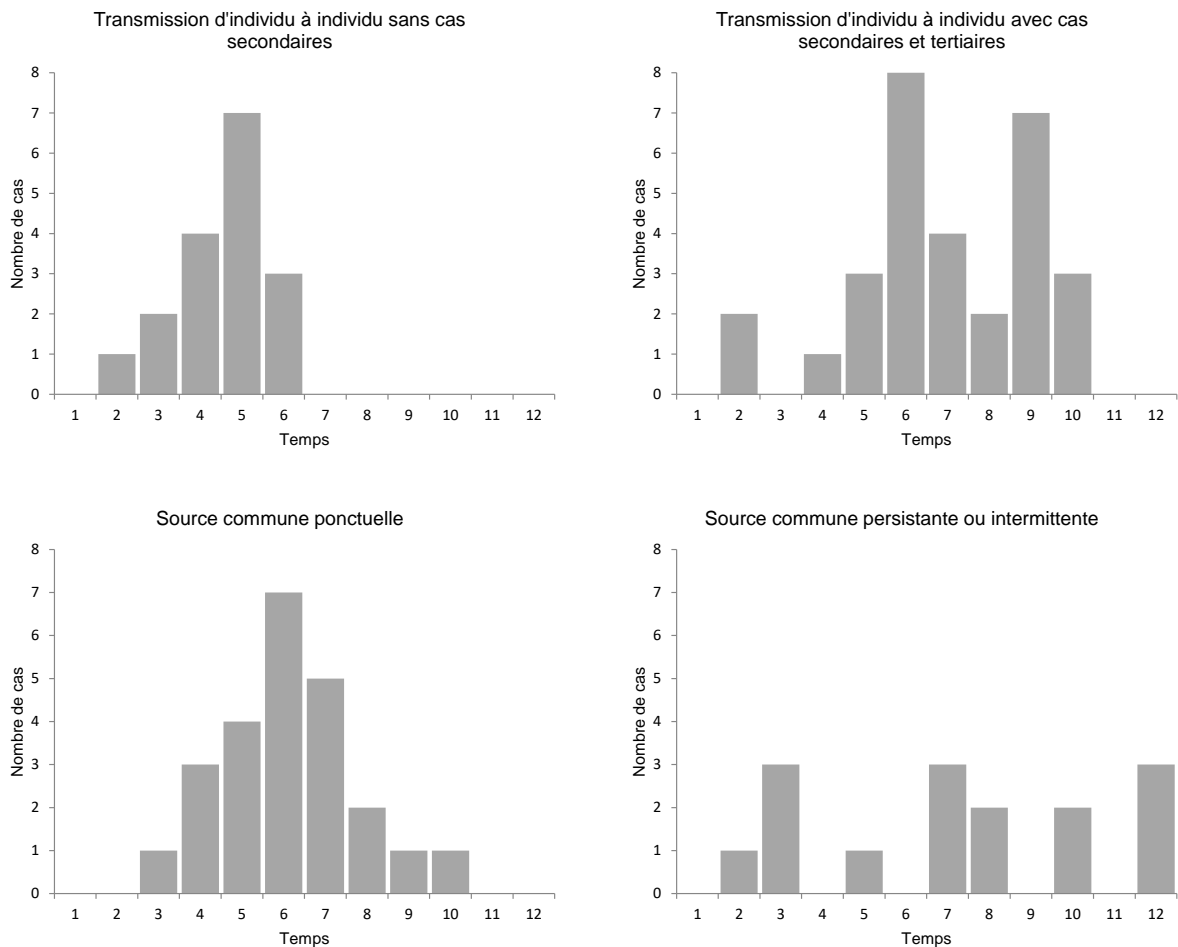 Transmission d'individu à individu sans cas
secondaires
8
7
6
5
4
3
2
1
0
Nombre de cas
1 2 3 4 5 6 7 8 9 10 11 12
Temps
Transmission d'individu à individu avec cas
secondaires et tertiaires
8
7
6
5
4
3
2
1
0
Nombre de cas
1 2 3 4 5 6 7 8 9 10 11 12
Temps
Source commune ponctuelle
8
7
6
5
4
3
2
1
0
Nombre de cas
1 2 3 4 5 6 7 8 9 10 11 12
Temps
Source commune persistante ou intermittente
8
7
6
5
4
3
2
1
0
Nombre de cas
1 2 3 4 5 6 7 8 9 10 11 12
Temps